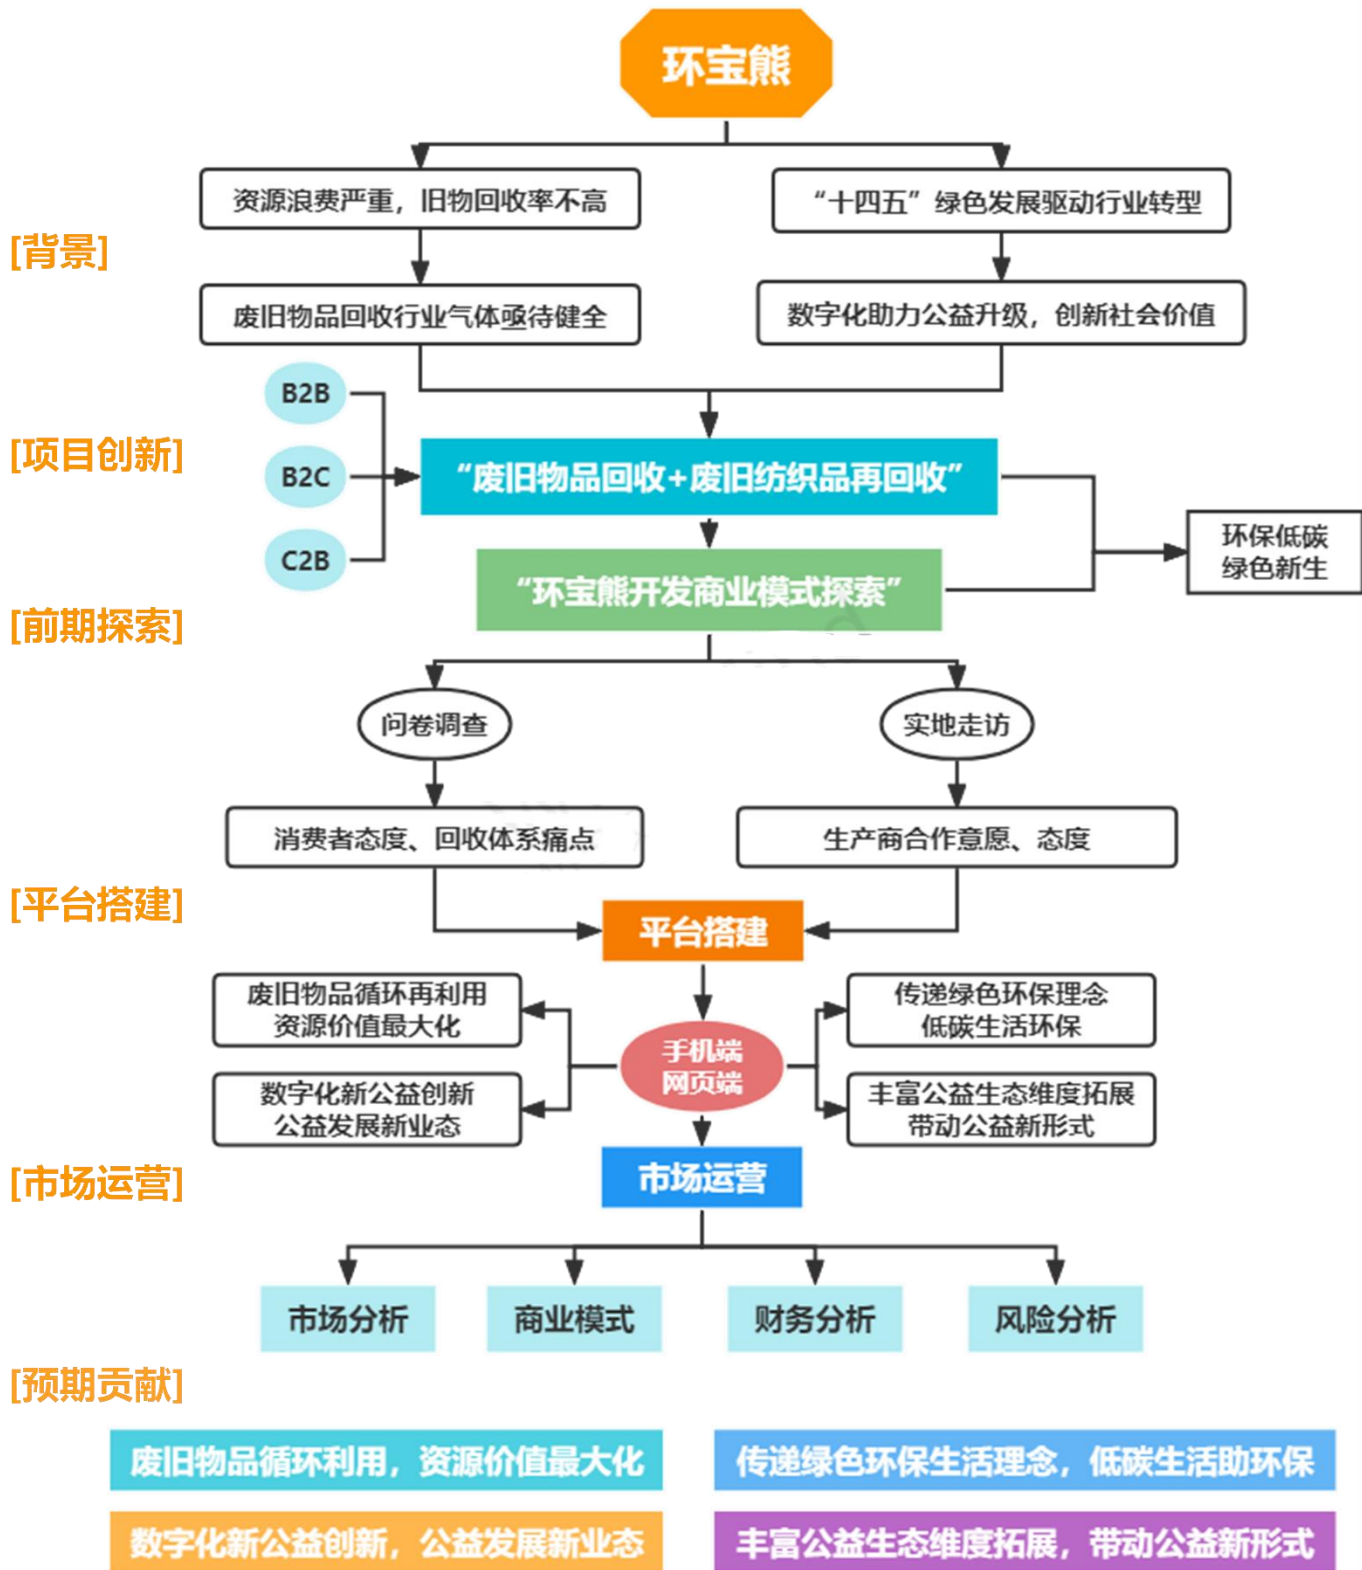 环宝熊
资源浪费严重，旧物回收率不高
“十四五”绿色发展驱动行业转型
[背景]
废旧物品回收行业气体亟待健全
数字化助力公益升级，创新社会价值
B2B
[项目创新]
B2C
“废旧物品回收+废旧纺织品再回收”
C2B
环保低碳
绿色新生
“环宝熊开发商业模式探索”
[前期探索]
问卷调查
实地走访
消费者态度、回收体系痛点
生产商合作意愿、态度
[平台搭建]
平台搭建
废旧物品循环再利用
资源价值最大化
传递绿色环保理念
低碳生活环保
手机端
网页端
数字化新公益创新
公益发展新业态
丰富公益生态维度拓展
带动公益新形式
[市场运营]
市场运营
市场分析
商业模式
财务分析
风险分析
[预期贡献]
废旧物品循环利用，资源价值最大化
传递绿色环保生活理念，低碳生活助环保
数字化新公益创新，公益发展新业态
丰富公益生态维度拓展，带动公益新形式